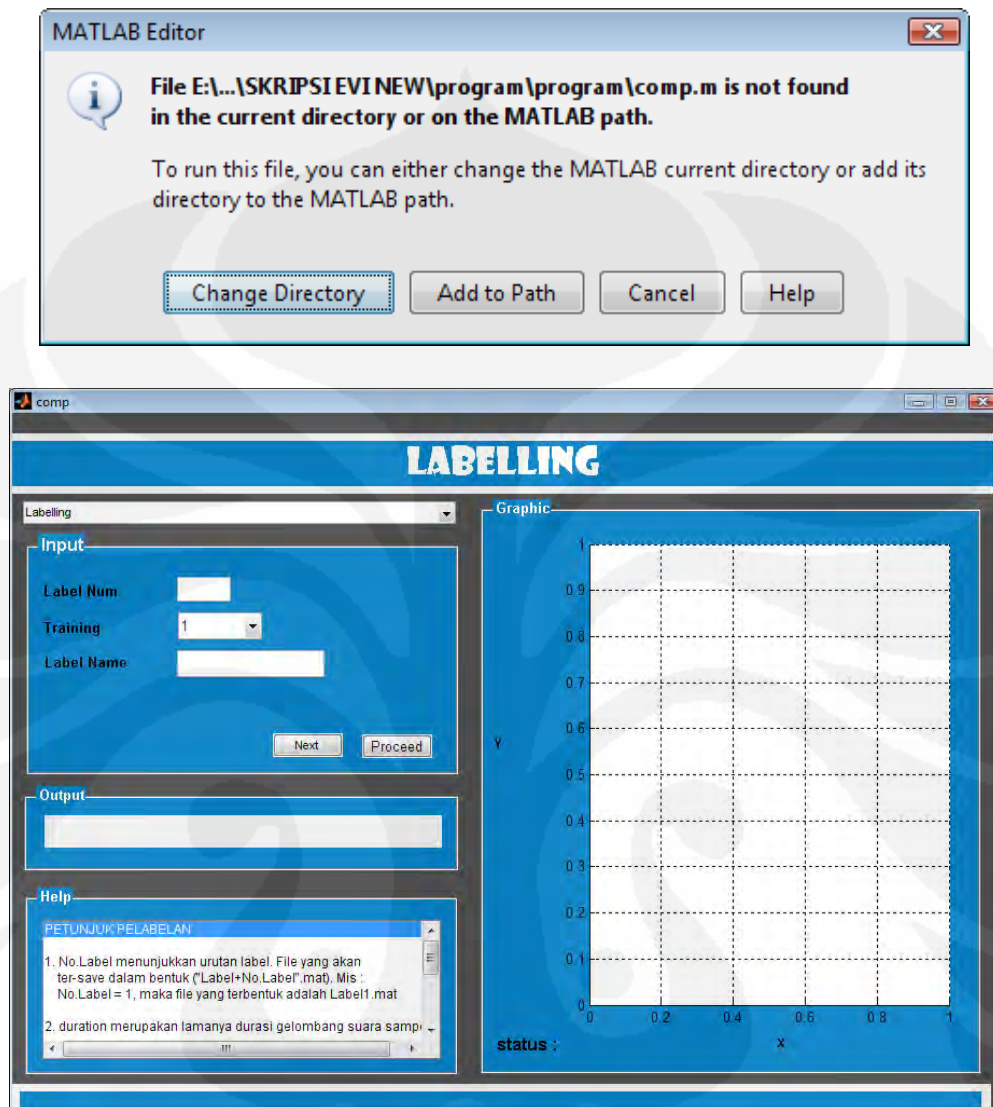 MATLAB Editor
File E:\...\SKRIPSI EVI NEW\program\program\comp.m is not found
in the current directory or on the MATLAB path.
To run this file, you can either change the MATLAB current directory or add its
directory to the MATLAB path.
Change Directory Add to Path Cancel Help
comp
LABELLING
Labelling
Input
Label Num
Training 1
Label Name
Next Proceed
Output
Help
PETUNJUK PELABELAN
1. No.Label menunjukkan urutan label. File yang akan
ter-save dalam bentuk ("Label+No.Label".mat). Mis :
No.Label = 1, maka file yang terbentuk adalah Label1.mat
2. duration merupakan lamanya durasi gelombang suara
Graphic
1
0.9
0.8
0.7
0.6
Y
0.5
0.4
0.3
0.2
0.1
0
0 0.2 0.4 0.6 0.8 1
X
status :